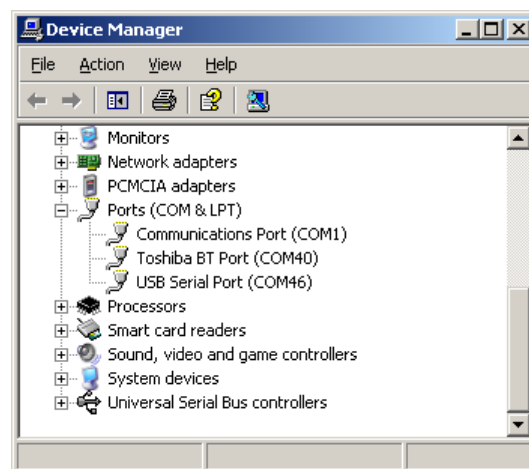 Device Manager
File Action View Help
Monitors
Network adapters
PCMCIA adapters
Ports (COM & LPT)
Communications Port (COM1)
Toshiba BT Port (COM40)
USB Serial Port (COM46)
Processors
Smart card readers
Sound, video and game controllers
System devices
Universal Serial Bus controllers